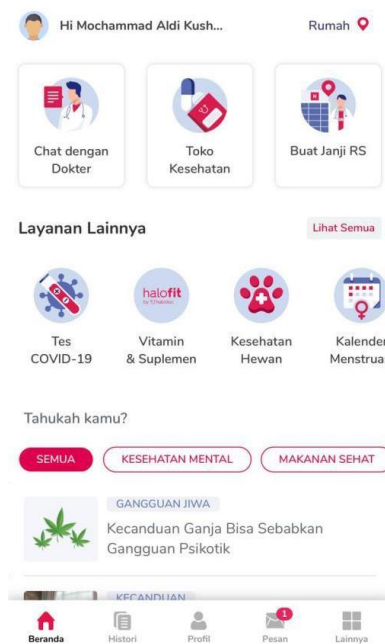 Hi Mochammad Aldi Kush...
Rumah
Chat dengan
Dokter
Toko
Kesehatan
Buat Janji RS
Layanan Lainnya
Lihat Semua
Tes
COVID-19
halofit
Vitamin
& Suplemen
Kesehatan
Hewan
Kalender
Menstrua
Tahukah kamu?
SEMUA
KESEHATAN MENTAL
MAKANAN SEHAT
GANGGUAN JIWA
Kecanduan Ganja Bisa Sebabkan
Gangguan Psikotik
KECANDUAN
1
Beranda
Histori
Profil
Pesan
Lainnya